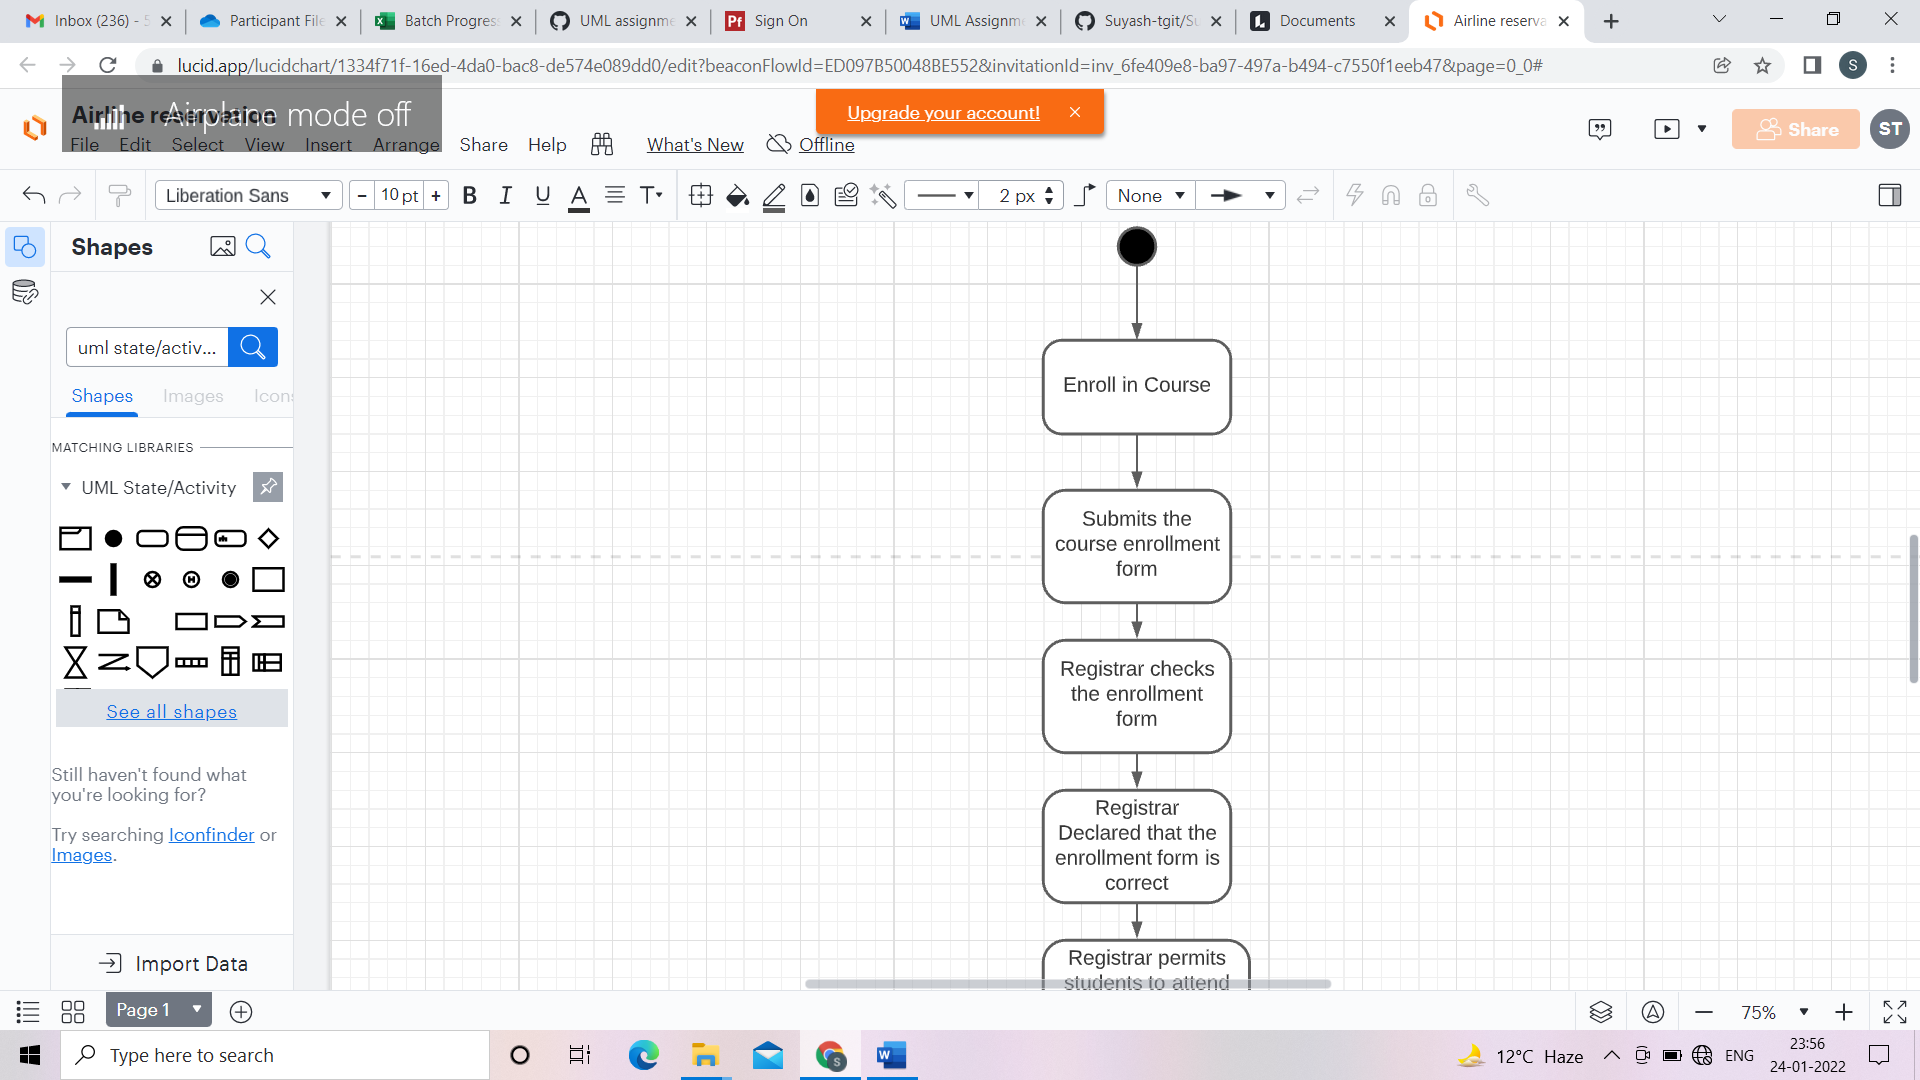 Inbox (236) - S
Participant File
Batch Progres
UML assignme
Sign On
UML Assignm
Suyash-tgit/Su
Documents
Airline reserva
lucid.app/lucidchart/1334f71f-16ed-4da0-bac8-de574e089dd0/edit?beaconFlowId=ED097B50048BE552&invitationId=inv_6fe409e8-ba97-497a-b494-c7550f1eeb47&page=0_0#
S
Airline reservation
Airplane mode off
Upgrade your account!
Share
ST
File Edit Select View Insert Arrange Share Help What's New Offline
Liberation Sans
- 10 pt +
B I U A T
2 px
None
Shapes
uml state/activ...
Shapes Images Icons
MATCHING LIBRARIES
UML State/Activity
See all shapes
Still haven't found what
you're looking for?
Try searching Iconfinder or
Images.
Import Data
Enroll in Course
Submits the
course enrollment
form
Registrar checks
the enrollment
form
Registrar
Declared that the
enrollment form is
correct
Registrar permits
students to attend
Page 1
75%
Type here to search
12°C Haze
ENG
23:56
24-01-2022